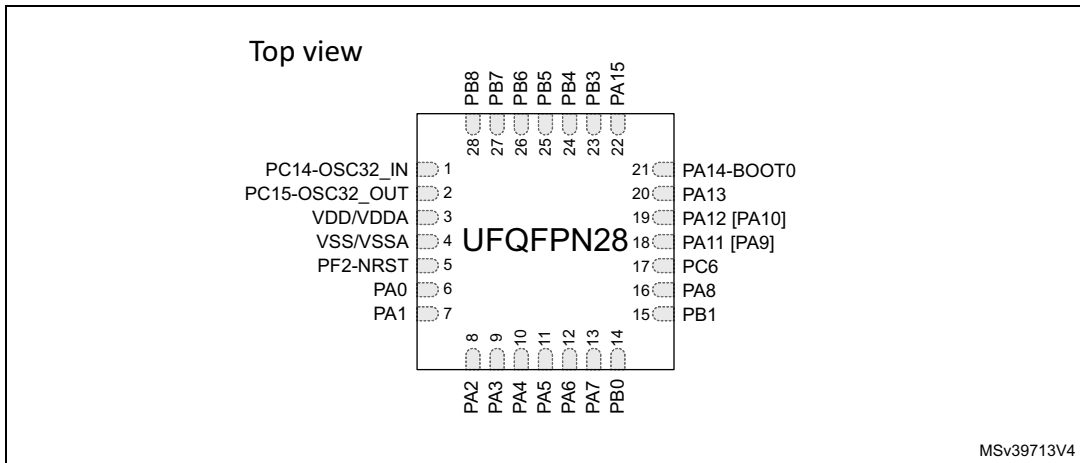 Top view
PB8
PB7
PB6
PB5
PB4
PB3
PA15
28
27
26
25
24
23
22
PC14-OSC32_IN 1
PC15-OSC32_OUT 2
VDD/VDDA 3
VSS/VSSA 4
PF2-NRST 5
PA0 6
PA1 7
UFQFPN28
21 PA14-BOOT0
20 PA13
19 PA12 [PA10]
18 PA11 [PA9]
17 PC6
16 PA8
15 PB1
8
9
10
11
12
13
14
PA2
PA3
PA4
PA5
PA6
PA7
PB0
MSv39713V4